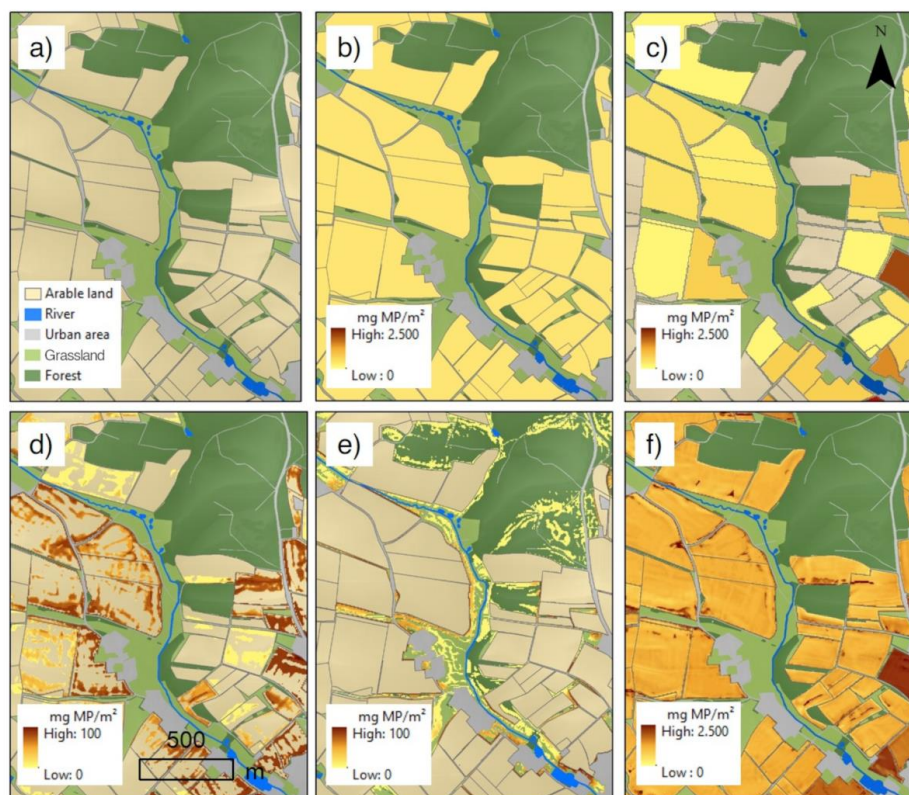 a)
b)
c)
N
Arable land
River
Urban area
Grassland
Forest
mg MP/m²
High: 2.500
Low : 0
mg MP/m²
High: 2.500
Low : 0
d)
e)
f)
mg MP/m²
High: 100
Low: 0
500
m
mg MP/m²
High: 100
Low: 0
mg MP/m²
High: 2.500
Low : 0